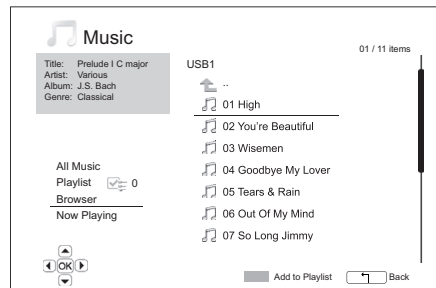 Music
01 / 11 items
Title: Prelude I C major
Artist: Various
Album: J.S. Bach
Genre: Classical
USB1
..
01 High
02 You're Beautiful
03 Wisemen
04 Goodbye My Lover
05 Tears & Rain
06 Out Of My Mind
07 So Long Jimmy
All Music
Playlist 0
Browser
Now Playing
OK
Add to Playlist
Back